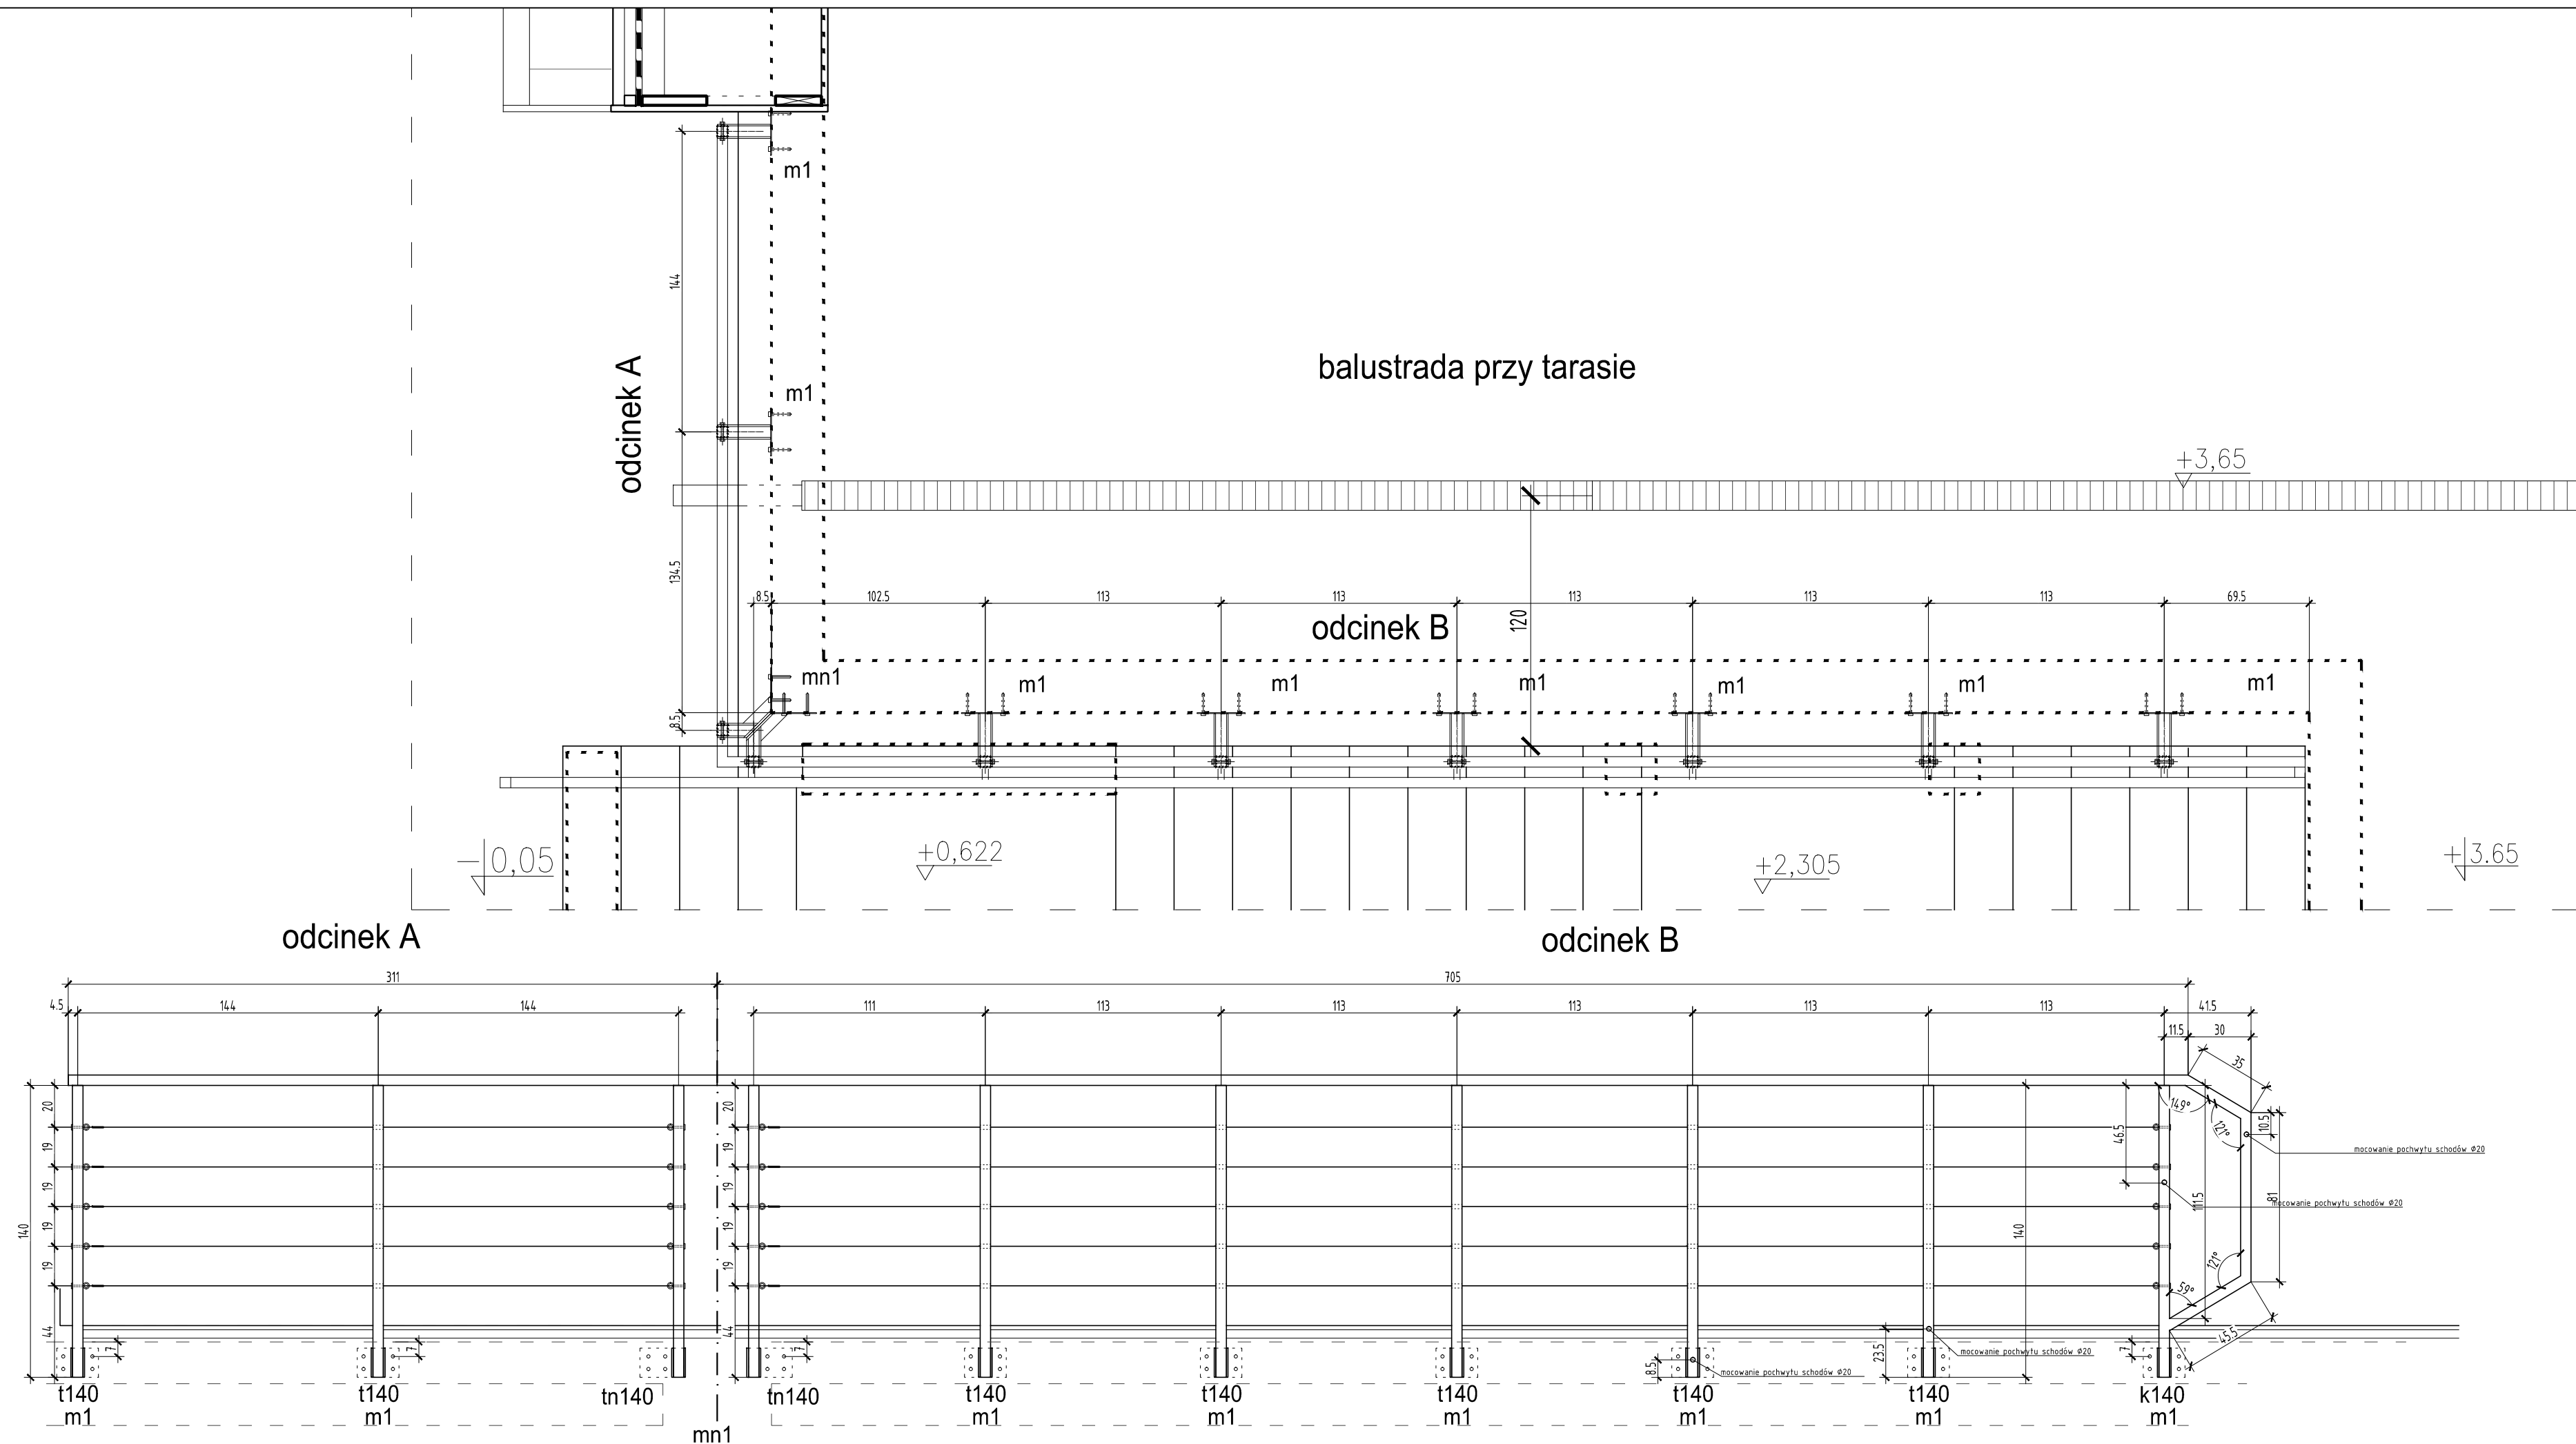 m1
144
odcinek A
balustrada przy tarasie
m1
+3,65
134.5
8.5
102.5
113
113
113
113
113
69.5
odcinek B
120
mn1
m1
m1
m1
m1
m1
m1
8.5
-0,05
+0,622
+2,305
+3.65
odcinek A
odcinek B
311
705
4.5
144
144
111
113
113
113
113
113
41.5
11.5
30
35
20
20
149°
121°
10.5
46.5
19
19
mocowanie pochwytu schodów Ø20
19
19
111.5
81
mocowanie pochwytu schodów Ø20
140
19
19
140
19
19
121°
59°
44
44
7
7
7
8.5
23.5
7
45.5
mocowanie pochwytu schodów Ø20
mocowanie pochwytu schodów Ø20
t140
t140
tn140
tn140
t140
t140
t140
t140
t140
k140
m1
m1
m1
m1
m1
m1
m1
m1
mn1